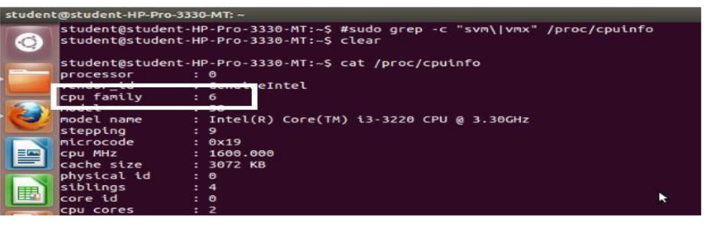 student@student-HP-Pro-3330-MT: ~
student@student-HP-Pro-3330-MT:~$ #sudo grep -c "svm\|vmx" /proc/cpuinfo
student@student-HP-Pro-3330-MT:~$ clear
student@student-HP-Pro-3330-MT:~$ cat /proc/cpuinfo
processor : 0
vendor_id : GenuineIntel
cpu family : 6
model : 58
model name : Intel(R) Core(TM) i3-3220 CPU @ 3.30GHz
stepping : 9
microcode : 0x19
cpu MHz : 1600.000
cache size : 3072 KB
physical id : 0
siblings : 4
core id : 0
cpu cores : 2